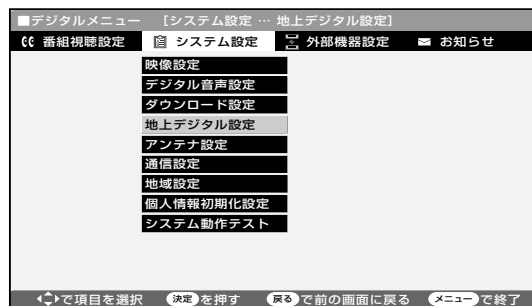 ■デジタルメニュー　[システム設定 … 地上デジタル設定]
番組視聴設定　システム設定　外部機器設定　お知らせ
映像設定
デジタル音声設定
ダウンロード設定
地上デジタル設定
アンテナ設定
通信設定
地域設定
個人情報初期化設定
システム動作テスト
で項目を選択　決定を押す　戻るで前の画面に戻る　メニューで終了